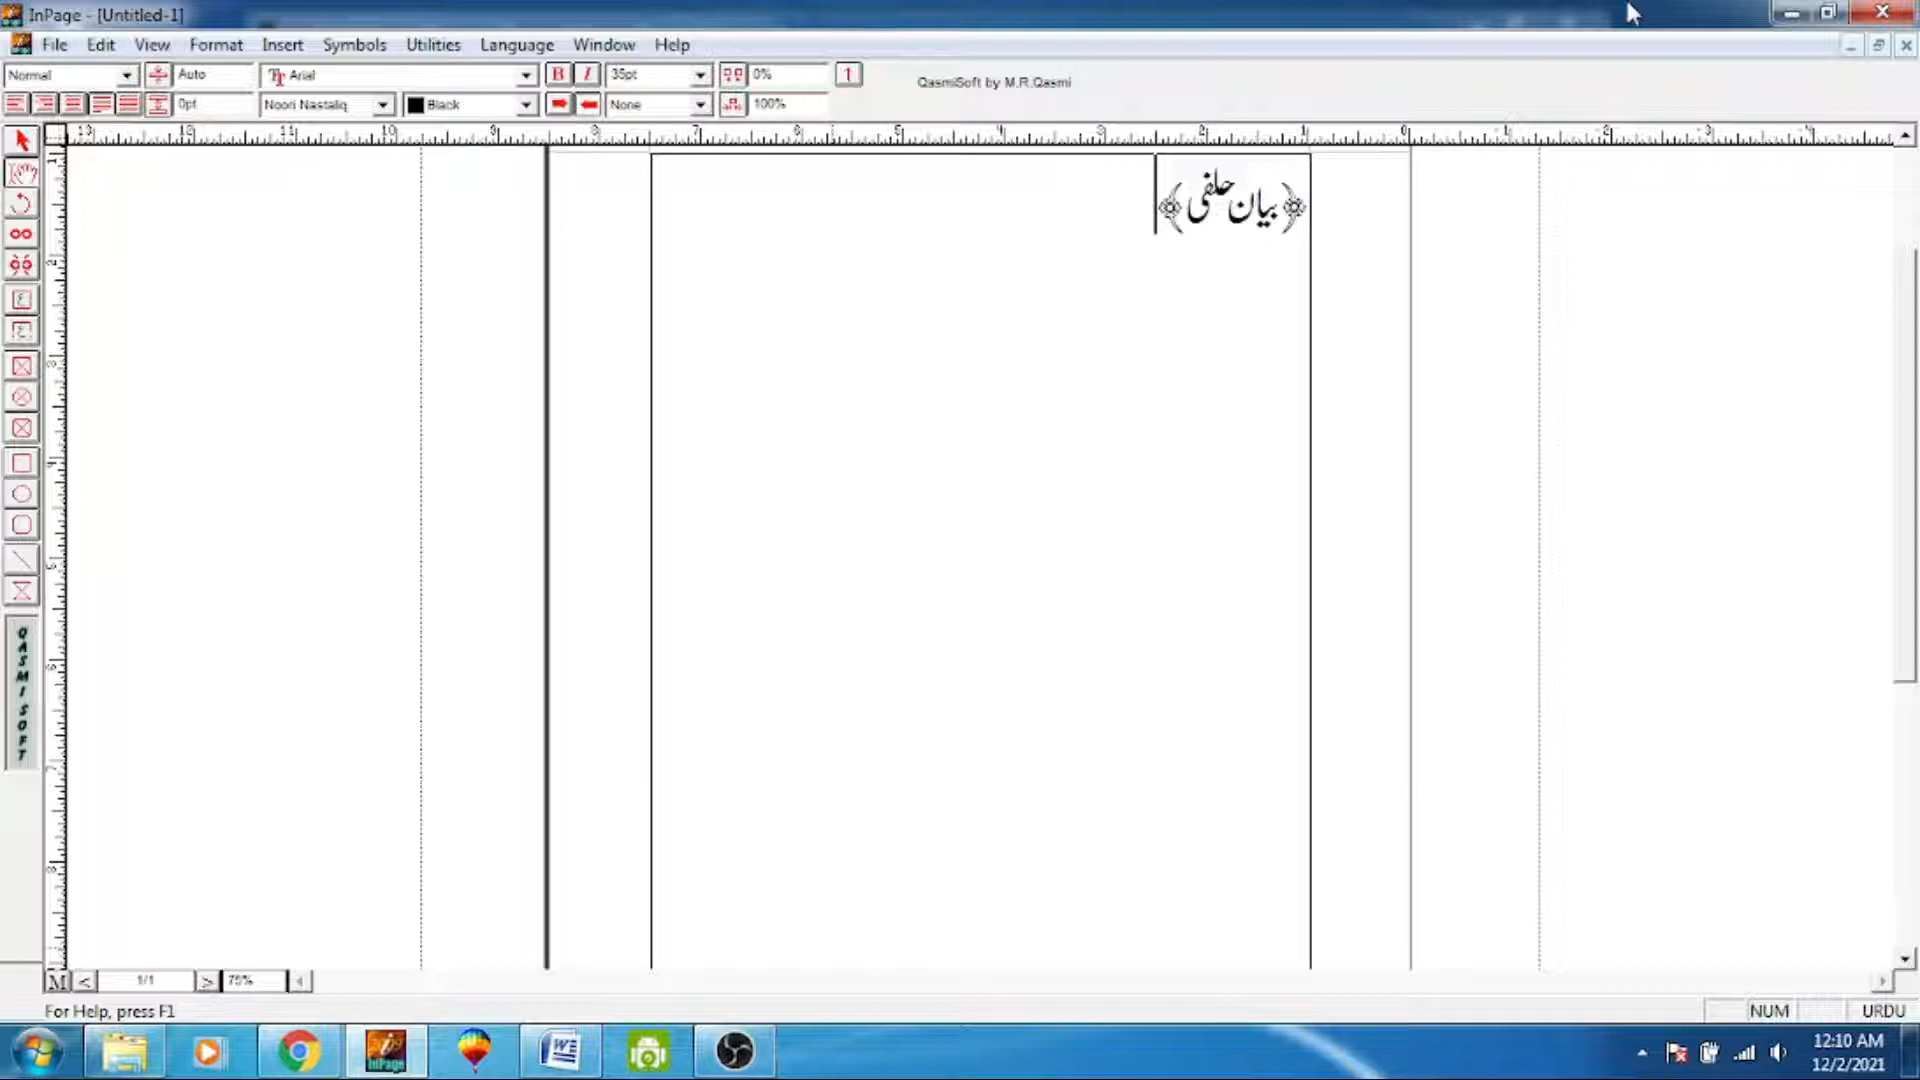 InPage - [Untitled-1]
File Edit View Format Insert Symbols Utilities Language Window Help
Normal Auto Arial B I 35pt 0% 1 QasmiSoft by M.R.Qasmi
0pt Noori Nastaliq Black None 100%
﴿بیان حلفی﴾
QASMI SOFT
M < 1/1 > 75%
For Help, press F1 NUM URDU
12:10 AM
12/2/2021